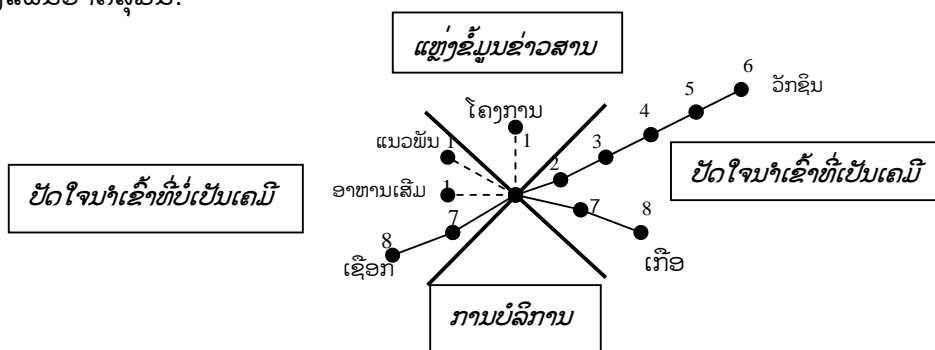 ແຫຼ່ງຂໍ້ມູນຂ່າວສານ
6
ວັກຊິນ
5
4
3
2
ໂຄງການ
1
ແນວພັນ 1
ອາຫານເສີມ 1
ປັດໃຈນຳເຂົ້າທີ່ບໍ່ເປັນເຄມີ
ປັດໃຈນຳເຂົ້າທີ່ເປັນເຄມີ
7
8
ເຊືອກ
7
8
ເກືອ
ການບໍລິການ